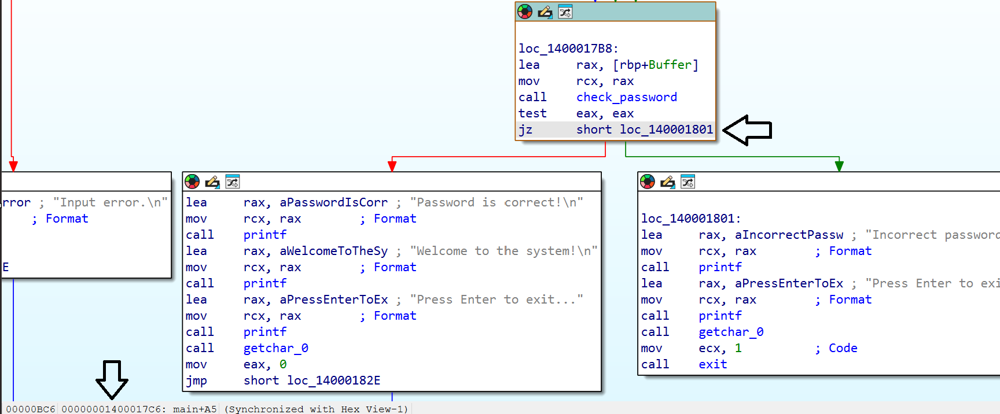 loc_1400017B8:
lea rax, [rbp+Buffer]
mov rcx, rax
call check_password
test eax, eax
jz short loc_140001801
rror ; "Input error.\n"
; Format
E
lea rax, aPasswordIsCorr ; "Password is correct!\n"
mov rcx, rax ; Format
call printf
lea rax, aWelcomeToTheSy ; "Welcome to the system!\n"
mov rcx, rax ; Format
call printf
lea rax, aPressEnterToEx ; "Press Enter to exit..."
mov rcx, rax ; Format
call printf
call getchar_0
mov eax, 0
jmp short loc_14000182E
loc_140001801:
lea rax, aIncorrectPassw ; "Incorrect password
mov rcx, rax ; Format
call printf
lea rax, aPressEnterToEx ; "Press Enter to exi
mov rcx, rax ; Format
call printf
call getchar_0
mov ecx, 1 ; Code
call exit
00000BC6 00000001400017C6: main+A5 (Synchronized with Hex View-1)